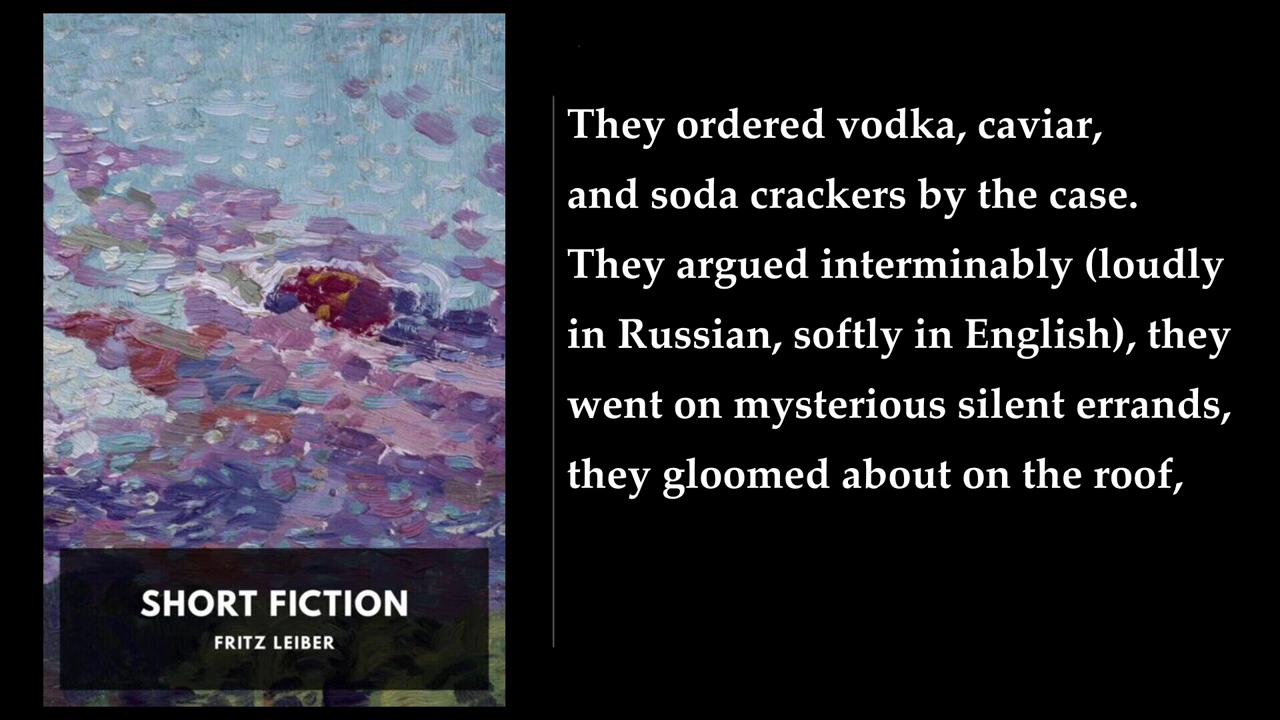 They ordered vodka, caviar,
and soda crackers by the case.
They argued interminably (loudly
in Russian, softly in English), they
went on mysterious silent errands,
they gloomed about on the roof,
SHORT FICTION
FRITZ LEIBER